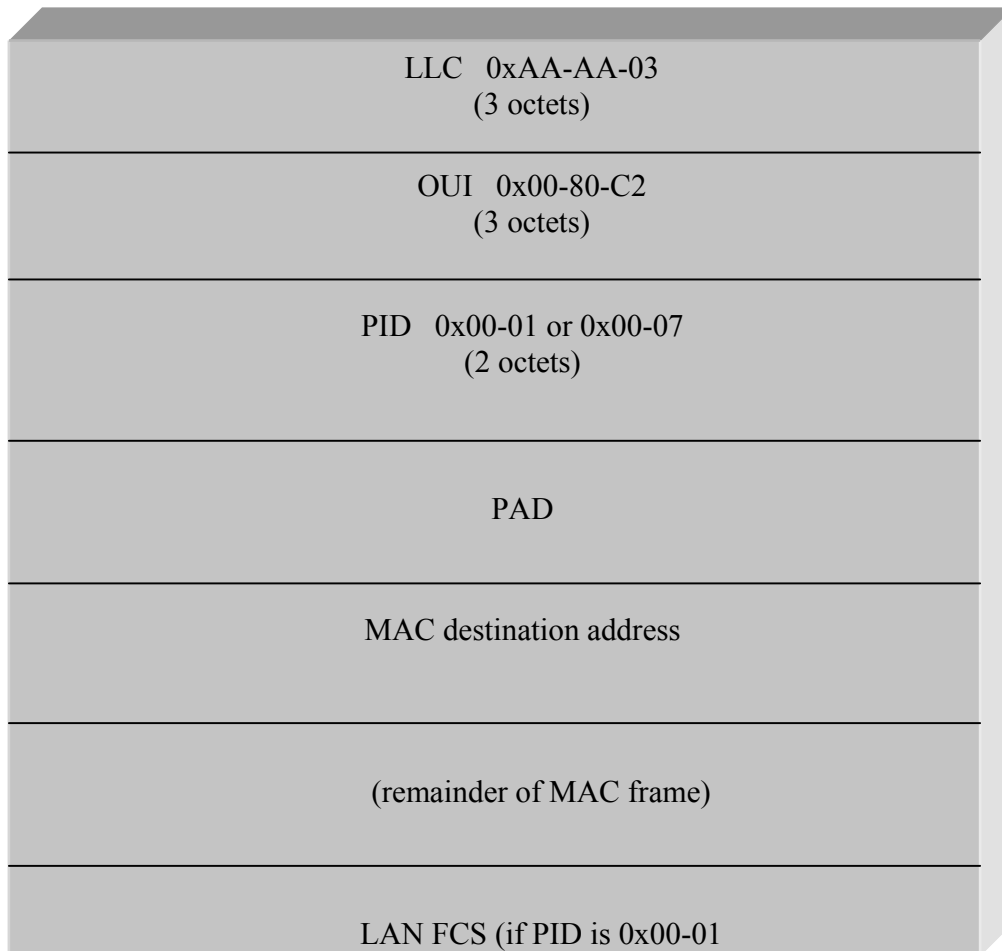 LLC 0xAA-AA-03
(3 octets)
OUI 0x00-80-C2
(3 octets)
PID 0x00-01 or 0x00-07
(2 octets)
PAD
MAC destination address
(remainder of MAC frame)
LAN FCS (if PID is 0x00-01